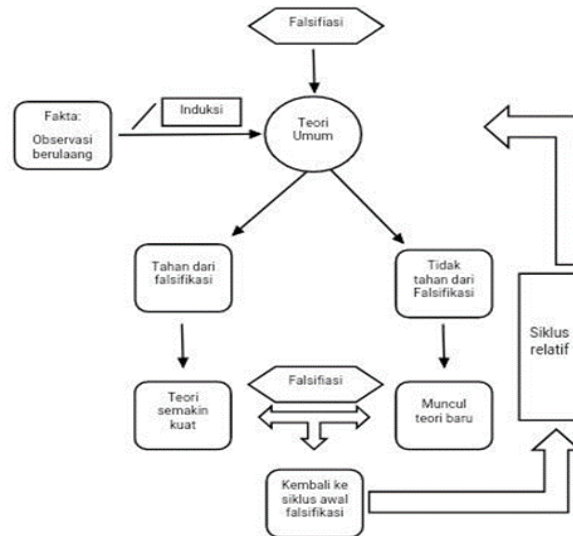 Falsifiasi
Fakta:
Observasi
berulaang
Induksi
Teori
Umum
Tahan dari
falsifikasi
Tidak
tahan dari
Falsifikasi
Siklus
relatif
Teori
semakin
kuat
Falsifiasi
Muncul
teori baru
Kembali ke
siklus awal
falsifikasi